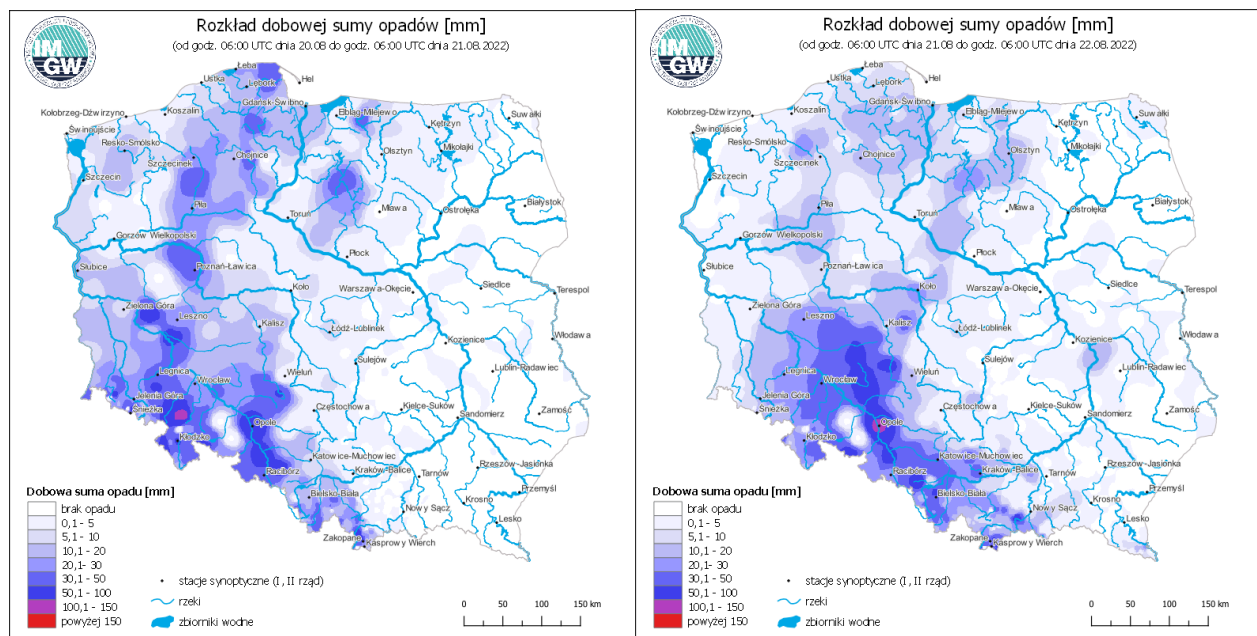 Rozkład dobowej sumy opadów [mm]
(od godz. 06:00 UTC dnia 20.08 do godz. 06:00 UTC dnia 21.08.2022)
IM
GW
Łeba
Ustka
Lębork
Hel
Kołobrzeg-Dźwirzyno
Koszalin
Gdańsk-Świbno
Elbląg-Milejewo
Suwałki
Świnoujście
Kętrzyn
Resko-Smólsko
Szczecinek
Chojnice
Olsztyn
Mikołajki
Szczecin
Piła
Toruń
Mława
Ostrołęka
Białystok
Gorzów Wielkopolski
Płock
Słubice
Poznań-Ławica
Koło
Warszawa-Okęcie
Siedlce
Terespol
Zielona Góra
Leszno
Kalisz
Łódź-Lublinek
Kozienice
Włodawa
Sulejów
Legnica
Wrocław
Wieluń
Lublin-Radawiec
Jelenia Góra
Śnieżka
Częstochowa
Kielce-Suków
Sandomierz
Zamość
Opole
Kłodzko
Katowice-Muchowiec
Racibórz
Kraków-Balice
Tarnów
Rzeszów-Jasionka
Bielsko-Biała
Nowy Sącz
Krosno
Przemyśl
Lesko
Zakopane
Kasprowy Wierch
Dobowa suma opadu [mm]
brak opadu
0,1 - 5
5,1 - 10
10,1 - 20
20,1 - 30
30,1 - 50
50,1 - 100
100,1 - 150
powyżej 150
stacje synoptyczne (I, II rząd)
rzeki
zbiorniki wodne
0 50 100 150 km
Rozkład dobowej sumy opadów [mm]
(od godz. 06:00 UTC dnia 21.08 do godz. 06:00 UTC dnia 22.08.2022)
IM
GW
Łeba
Ustka
Lębork
Hel
Kołobrzeg-Dźwirzyno
Koszalin
Gdańsk-Świbno
Elbląg-Milejewo
Suwałki
Świnoujście
Kętrzyn
Resko-Smólsko
Szczecinek
Chojnice
Olsztyn
Mikołajki
Szczecin
Piła
Toruń
Mława
Ostrołęka
Białystok
Gorzów Wielkopolski
Płock
Słubice
Poznań-Ławica
Koło
Warszawa-Okęcie
Siedlce
Terespol
Zielona Góra
Leszno
Kalisz
Łódź-Lublinek
Kozienice
Włodawa
Sulejów
Legnica
Wrocław
Wieluń
Lublin-Radawiec
Jelenia Góra
Śnieżka
Częstochowa
Kielce-Suków
Sandomierz
Zamość
Opole
Kłodzko
Katowice-Muchowiec
Racibórz
Kraków-Balice
Tarnów
Rzeszów-Jasionka
Bielsko Biała
Nowy Sącz
Krosno
Przemyśl
Lesko
Zakopane
Kasprowy Wierch
Dobowa suma opadu [mm]
brak opadu
0,1 - 5
5,1 - 10
10,1 - 20
20,1 - 30
30,1 - 50
50,1 - 100
100,1 - 150
powyżej 150
stacje synoptyczne (I, II rząd)
rzeki
zbiorniki wodne
0 50 100 150 km